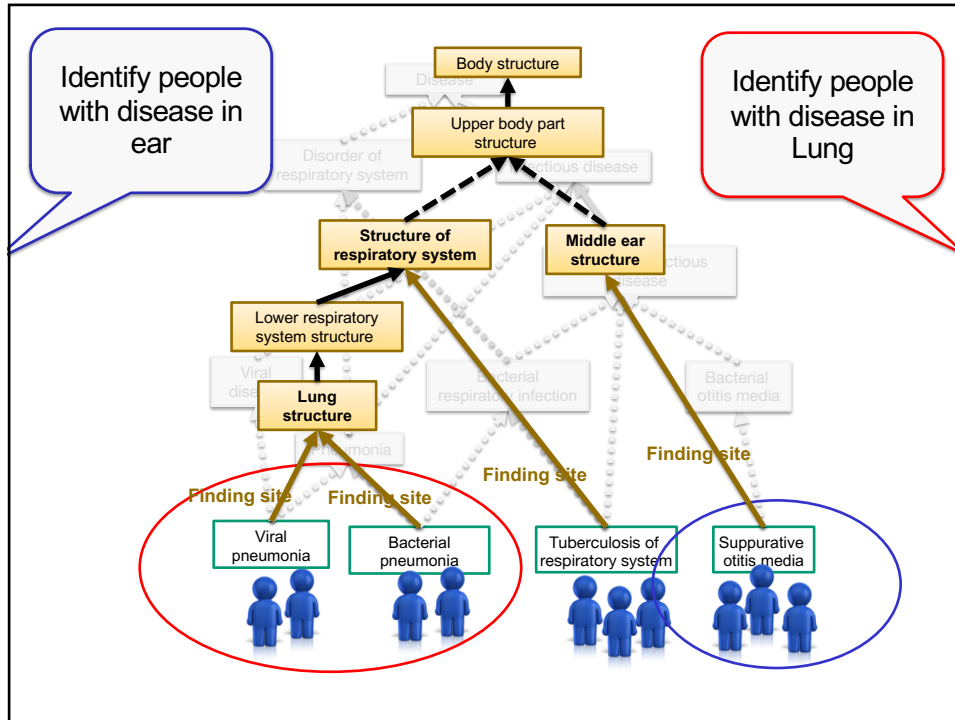 Identify people
with disease in
ear
Identify people
with disease in
Lung
Body structure
Disease
Upper body part
structure
Disorder of
respiratory system
disease
Structure of
respiratory system
Middle ear
structure
disease
Lower respiratory
system structure
Viral
Bacterial
respiratory infection
Bacterial
otitis media
Lung
structure
Pneumonia
Finding site
Finding site
Finding site
Finding site
Viral
pneumonia
Bacterial
pneumonia
Tuberculosis of
respiratory system
Suppurative
otitis media